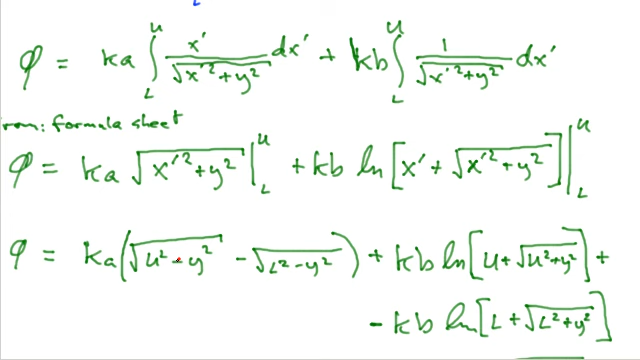 φ = ka ∫_L^u x′/√(x′²+y²) dx′ + kb ∫_L^u 1/√(x′²+y²) dx′
rom: formula sheet
φ = ka √(x′²+y²) |_L^u + kb ln[x′ + √(x′²+y²)] |_L^u
φ = ka(√(u²-y²) - √(L²-y²)) + kb ln[u+√(u²+y²)] +
- kb ln[L+√(L²+y²)]